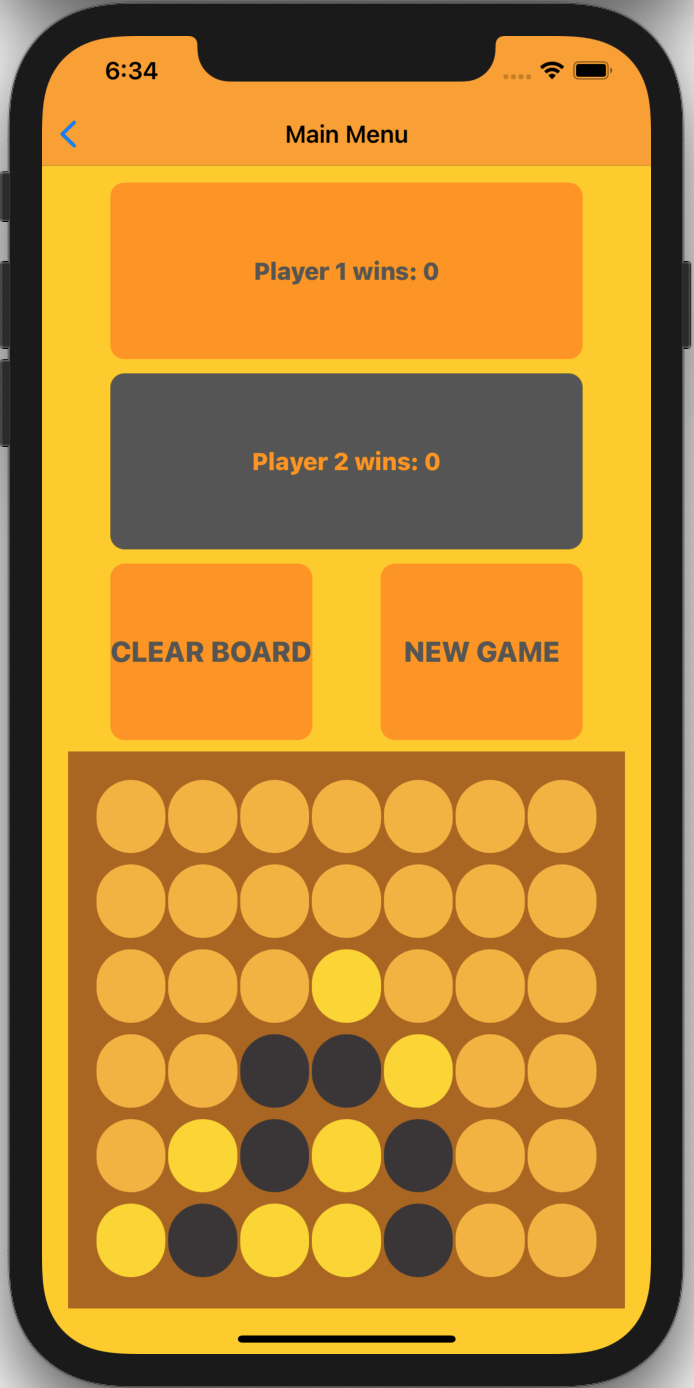 6:34
Main Menu
Player 1 wins: 0
Player 2 wins: 0
CLEAR BOARD
NEW GAME